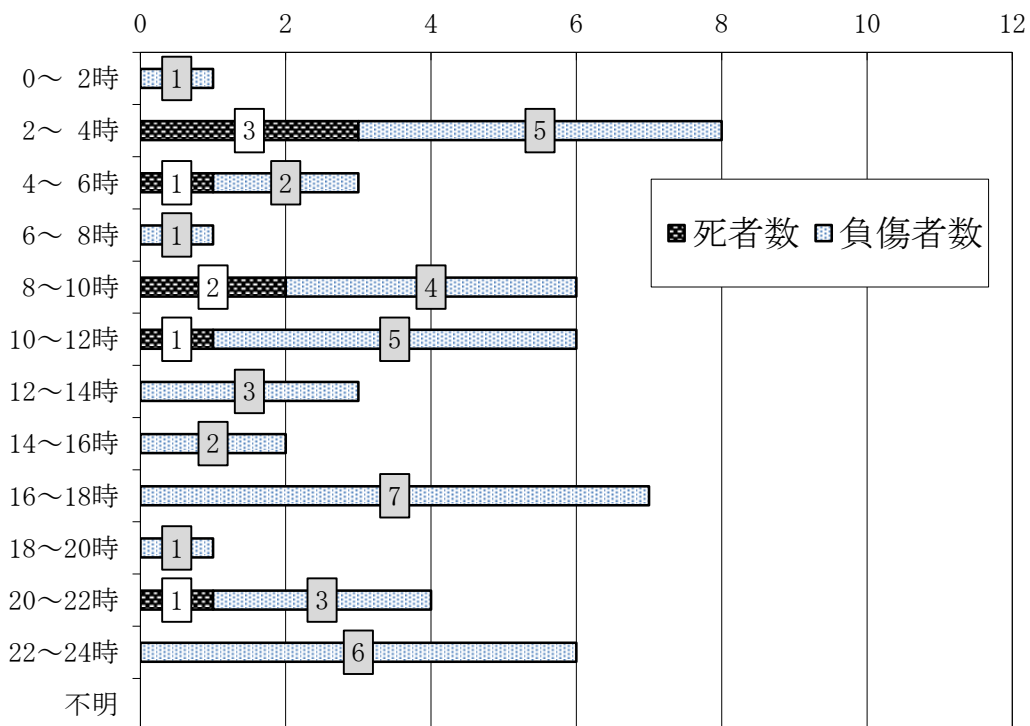 0 2 4 6 8 10 12
0～ 2時 1
2～ 4時 3 5
4～ 6時 1 2
6～ 8時 1
死者数 負傷者数
8～10時 2 4
10～12時 1 5
12～14時 3
14～16時 2
16～18時 7
18～20時 1
20～22時 1 3
22～24時 6
不明